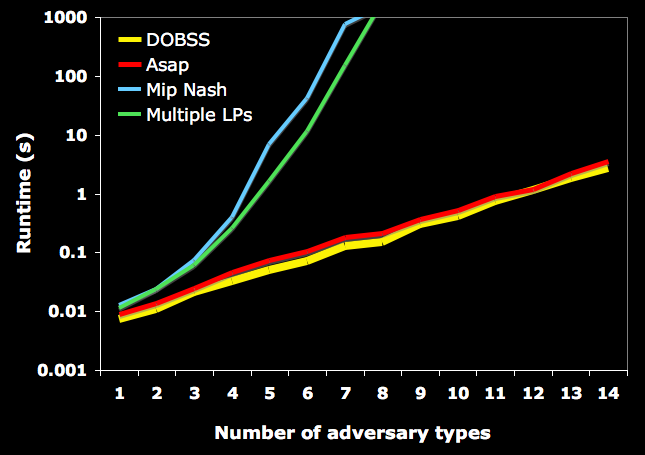 1000
100
10
1
0.1
0.01
0.001
Runtime (s)
DOBSS
Asap
Mip Nash
Multiple LPs
1 2 3 4 5 6 7 8 9 10 11 12 13 14
Number of adversary types